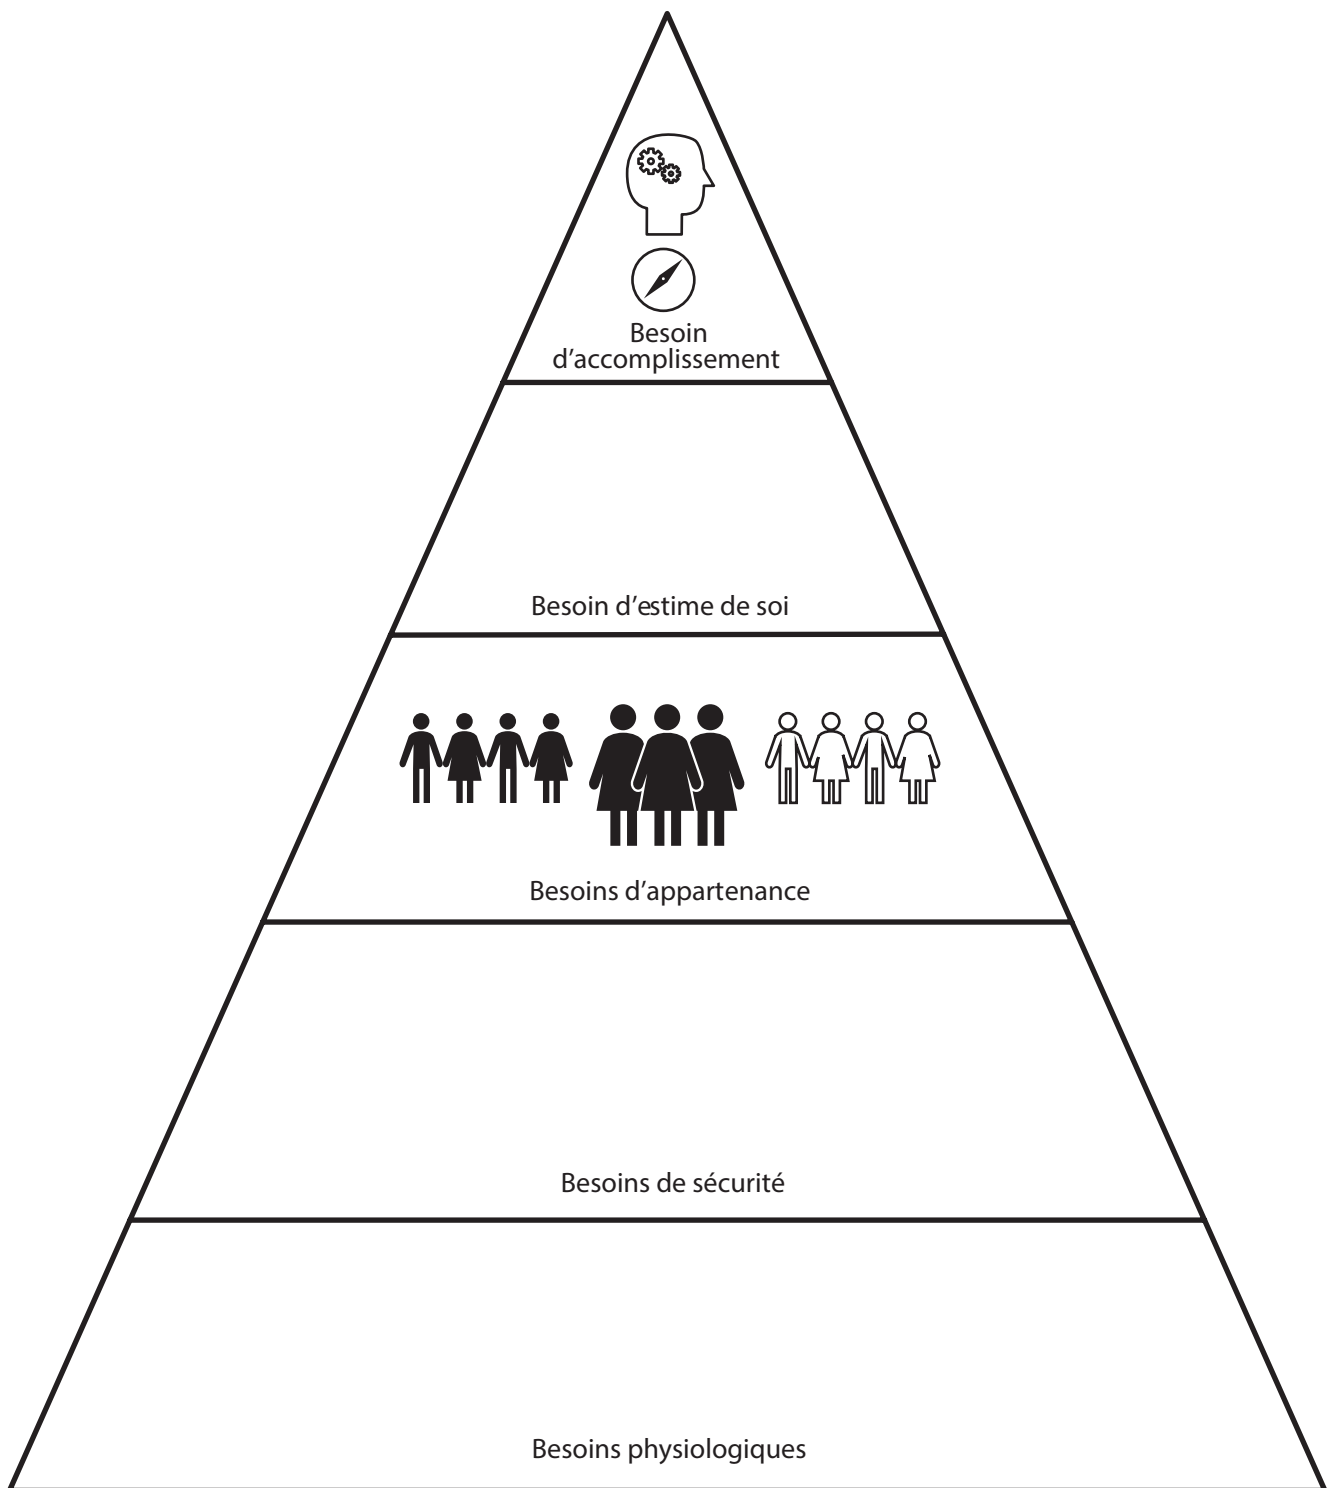 Besoin
d’accomplissement
Besoin d’estime de soi
Besoins d’appartenance
Besoins de sécurité
Besoins physiologiques